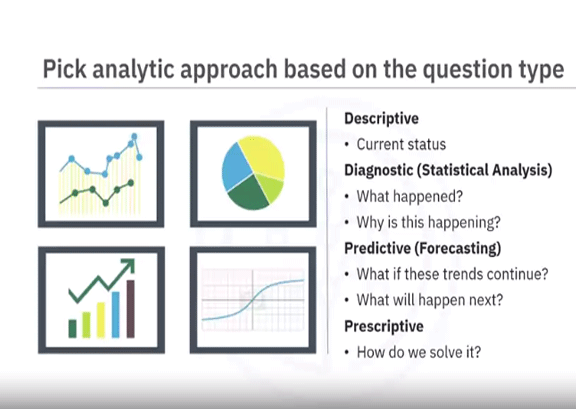 Pick analytic approach based on the question type
Descriptive
• Current status
Diagnostic (Statistical Analysis)
• What happened?
• Why is this happening?
Predictive (Forecasting)
• What if these trends continue?
• What will happen next?
Prescriptive
• How do we solve it?